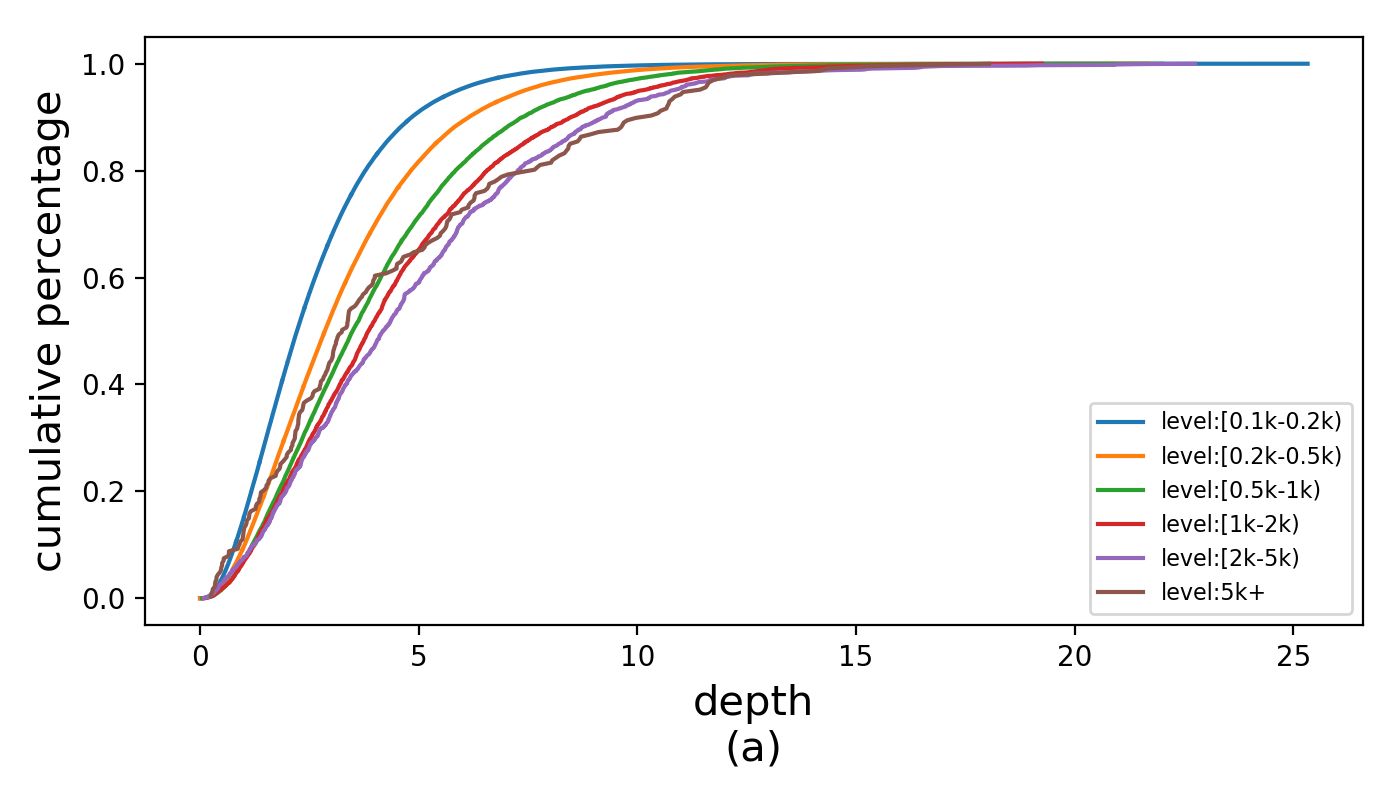 1.0
0.8
0.6
0.4
0.2
0.0
cumulative percentage
level:[0.1k-0.2k)
level:[0.2k-0.5k)
level:[0.5k-1k)
level:[1k-2k)
level:[2k-5k)
level:5k+
0 5 10 15 20 25
depth
(a)